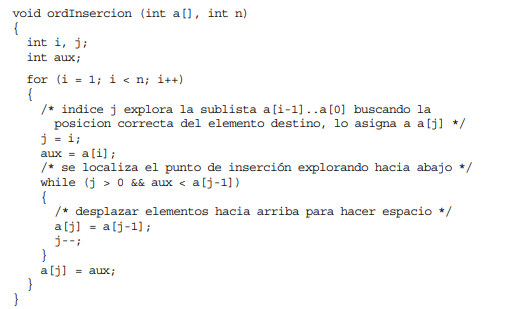 void ordInsercion (int a[], int n)
{
int i, j;
int aux;
for (i = 1; i < n; i++)
{
/* indice j explora la sublista a[i-1]..a[0] buscando la
posicion correcta del elemento destino, lo asigna a a[j] */
j = i;
aux = a[i];
/* se localiza el punto de inserción explorando hacia abajo */
while (j > 0 && aux < a[j-1])
{
/* desplazar elementos hacia arriba para hacer espacio */
a[j] = a[j-1];
j--;
}
a[j] = aux;
}
}